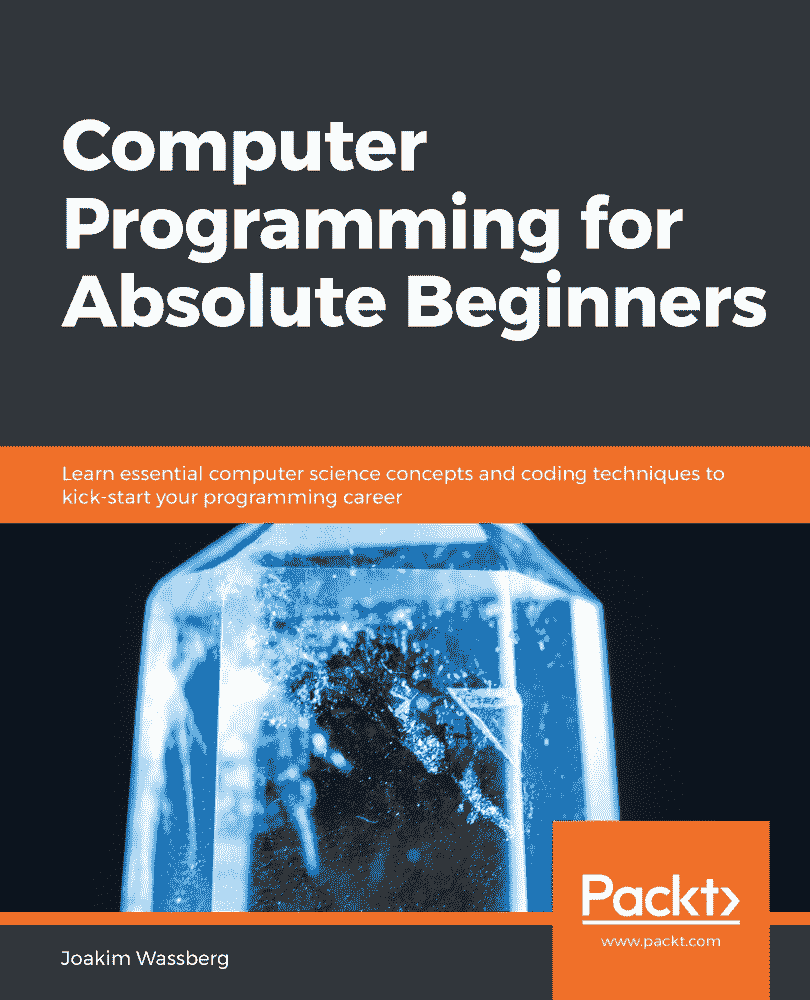 Computer
Programming for
Absolute Beginners
Learn essential computer science concepts and coding techniques to
kick-start your programming career
Packt>
www.packt.com
Joakim Wassberg